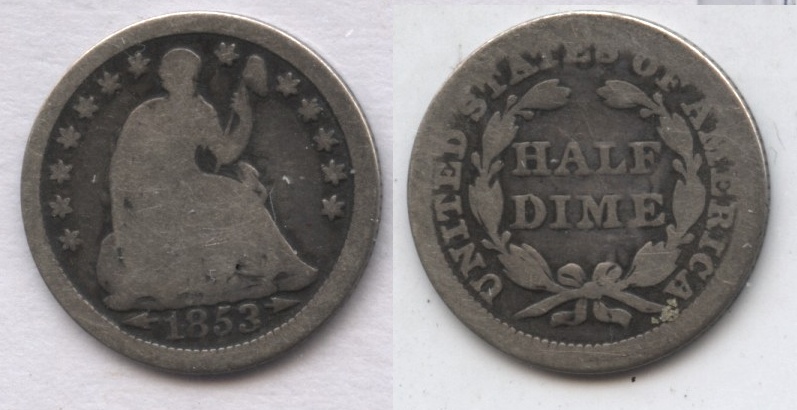 1853
UNITED STATES OF AMERICA
HALF
DIME